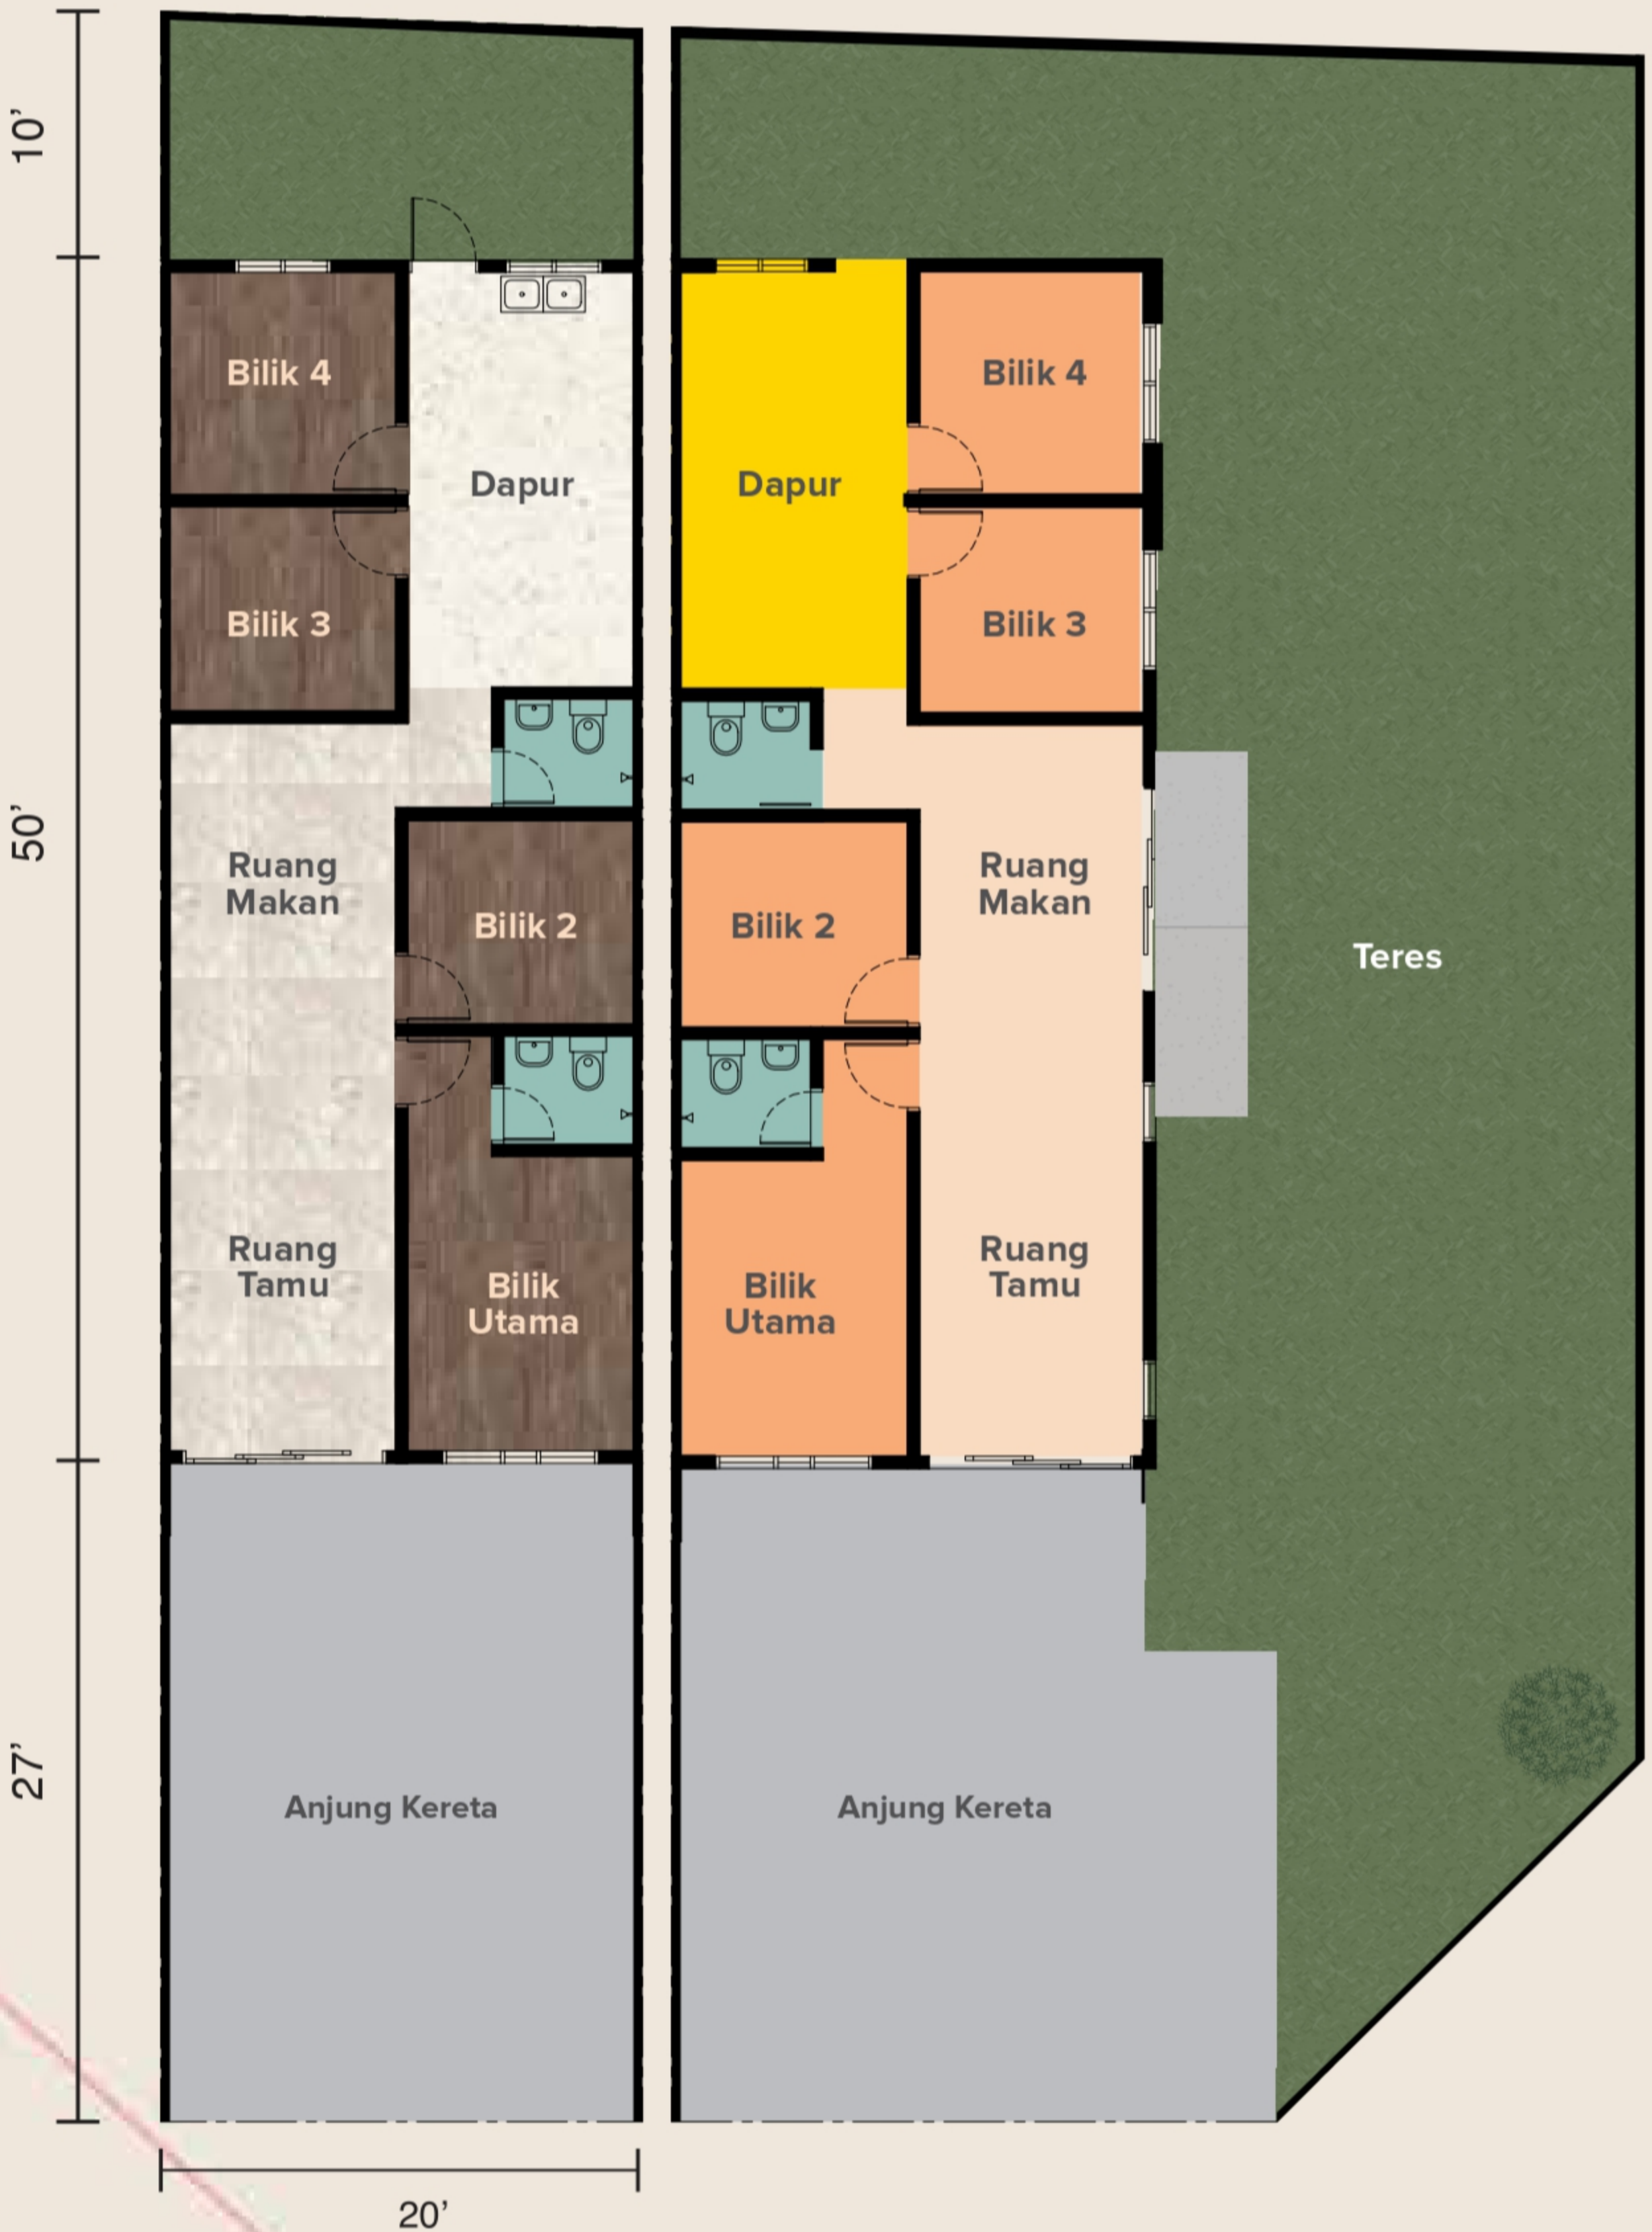 10’
50’
27’
20’
Bilik 4
Dapur
Bilik 3
Ruang
Makan
Bilik 2
Ruang
Tamu
Bilik
Utama
Anjung Kereta
Dapur
Bilik 4
Bilik 3
Bilik 2
Ruang
Makan
Teres
Bilik
Utama
Ruang
Tamu
Anjung Kereta